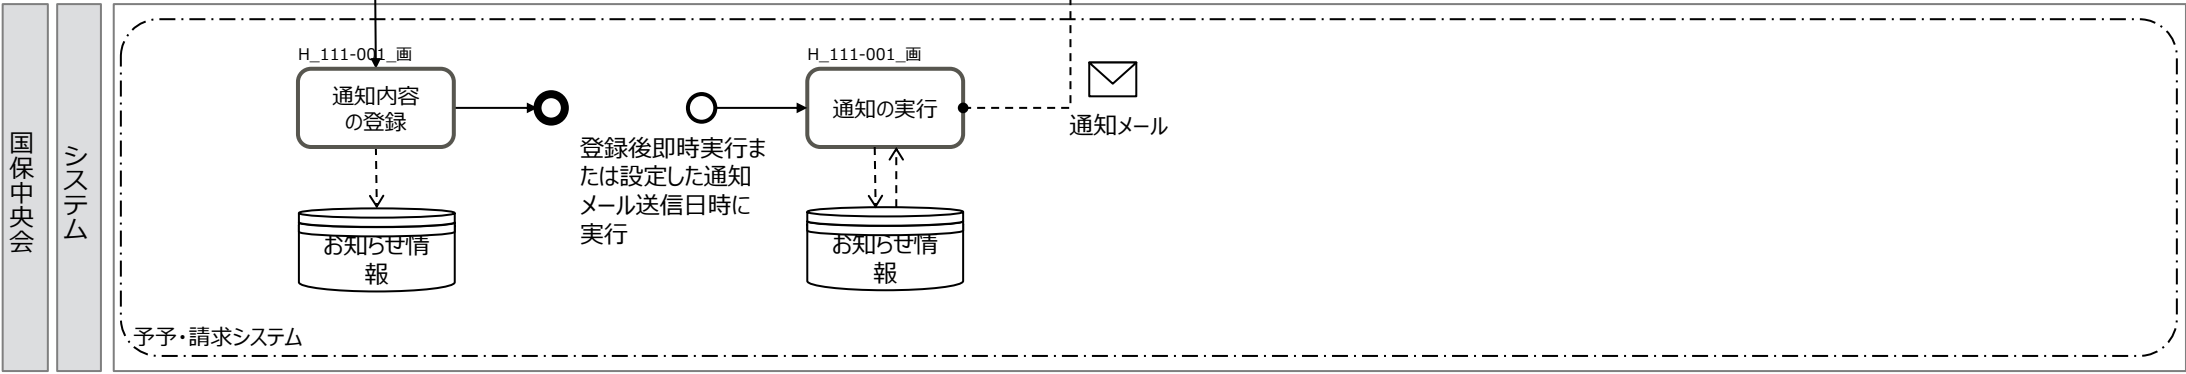 国保中央会
システム
H_111-001_画
通知内容
の登録
お知らせ情
報
登録後即時実行ま
たは設定した通知
メール送信日時に
実行
H_111-001_画
通知の実行
お知らせ情
報
通知メール
予予・請求システム